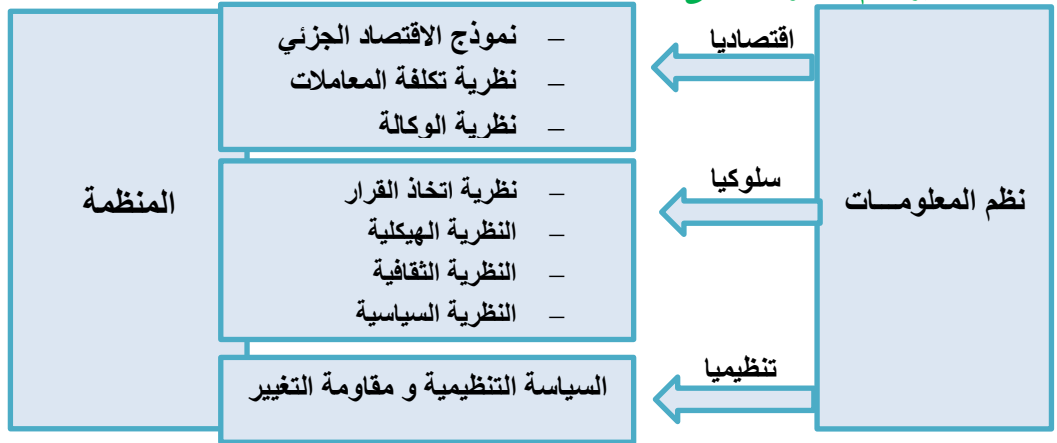 نظم المعلومـــات
اقتصاديا
– نموذج الاقتصاد الجزئي
– نظرية تكلفة المعاملات
– نظرية الوكالة
سلوكيا
– نظرية اتخاذ القرار
– النظرية الهيكلية
– النظرية الثقافية
– النظرية السياسية
تنظيميا
السياسة التنظيمية و مقاومة التغيير
المنظمة